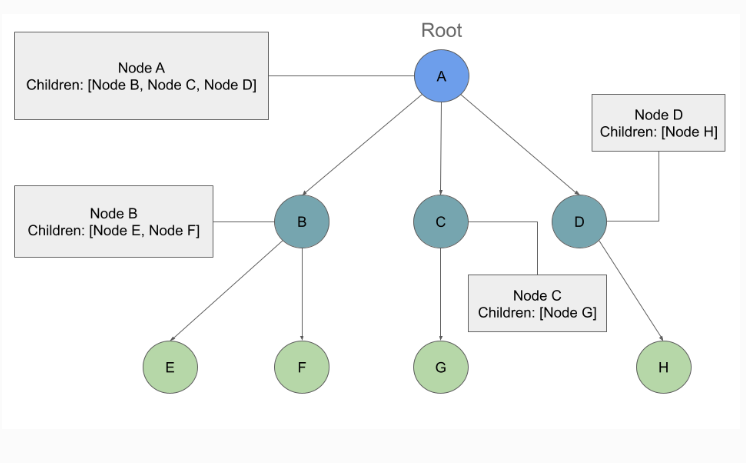 Root
Node A
Children: [Node B, Node C, Node D]
A
Node D
Children: [Node H]
Node B
Children: [Node E, Node F]
B
C
D
Node C
Children: [Node G]
E
F
G
H